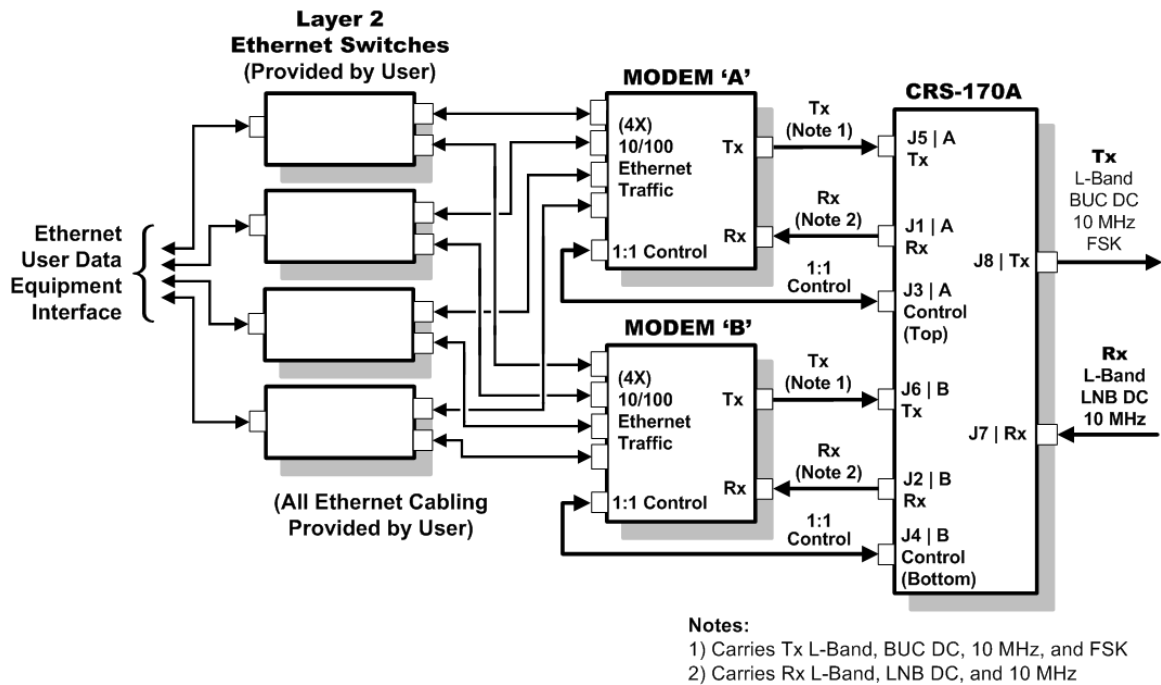 Layer 2
Ethernet Switches
(Provided by User)
Ethernet
User Data
Equipment
Interface
(All Ethernet Cabling
Provided by User)
MODEM ‘A’
(4X)
10/100
Ethernet
Traffic
Tx
Rx
1:1 Control
Tx
(Note 1)
Rx
(Note 2)
1:1
Control
MODEM ‘B’
(4X)
10/100
Ethernet
Traffic
Tx
Rx
1:1 Control
Tx
(Note 1)
Rx
(Note 2)
1:1
Control
CRS-170A
J5 | A
Tx
J1 | A
Rx
J3 | A
Control
(Top)
J6 | B
Tx
J2 | B
Rx
J4 | B
Control
(Bottom)
J8 | Tx
J7 | Rx
Tx
L-Band
BUC DC
10 MHz
FSK
Rx
L-Band
LNB DC
10 MHz
Notes:
1) Carries Tx L-Band, BUC DC, 10 MHz, and FSK
2) Carries Rx L-Band, LNB DC, and 10 MHz